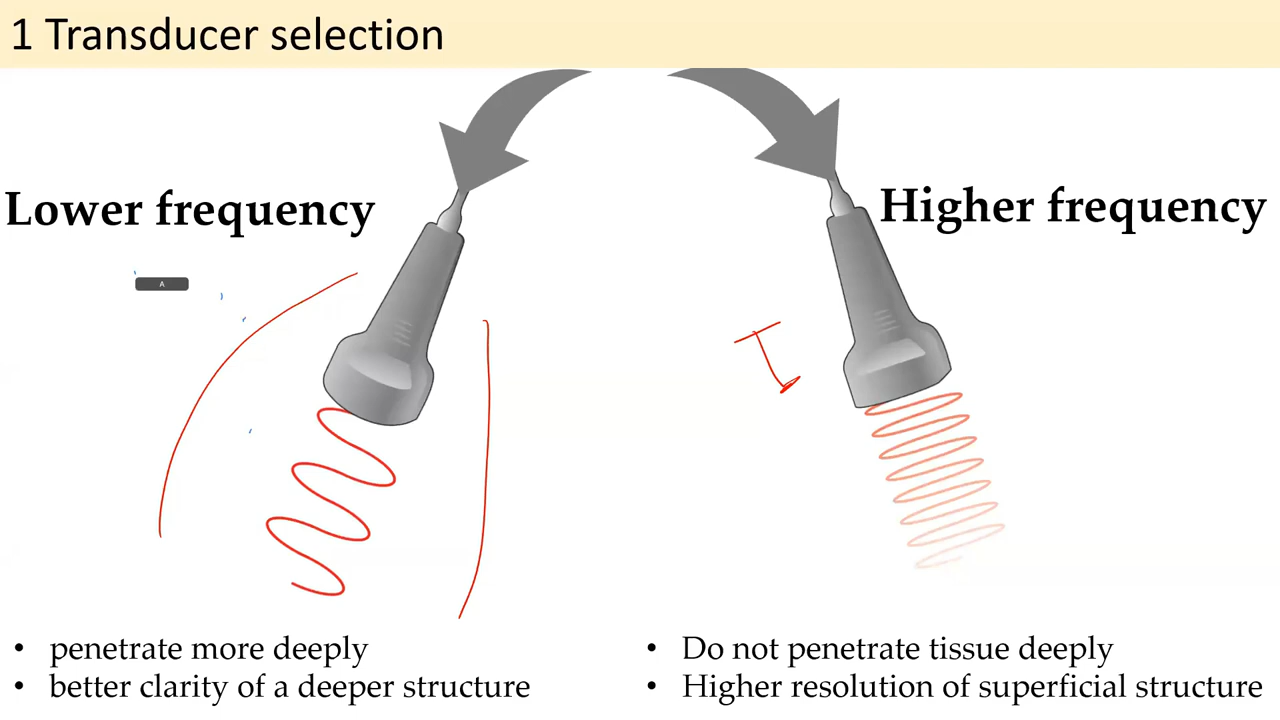 1 Transducer selection
Lower frequency
Higher frequency
A
• penetrate more deeply
• better clarity of a deeper structure
• Do not penetrate tissue deeply
• Higher resolution of superficial structure